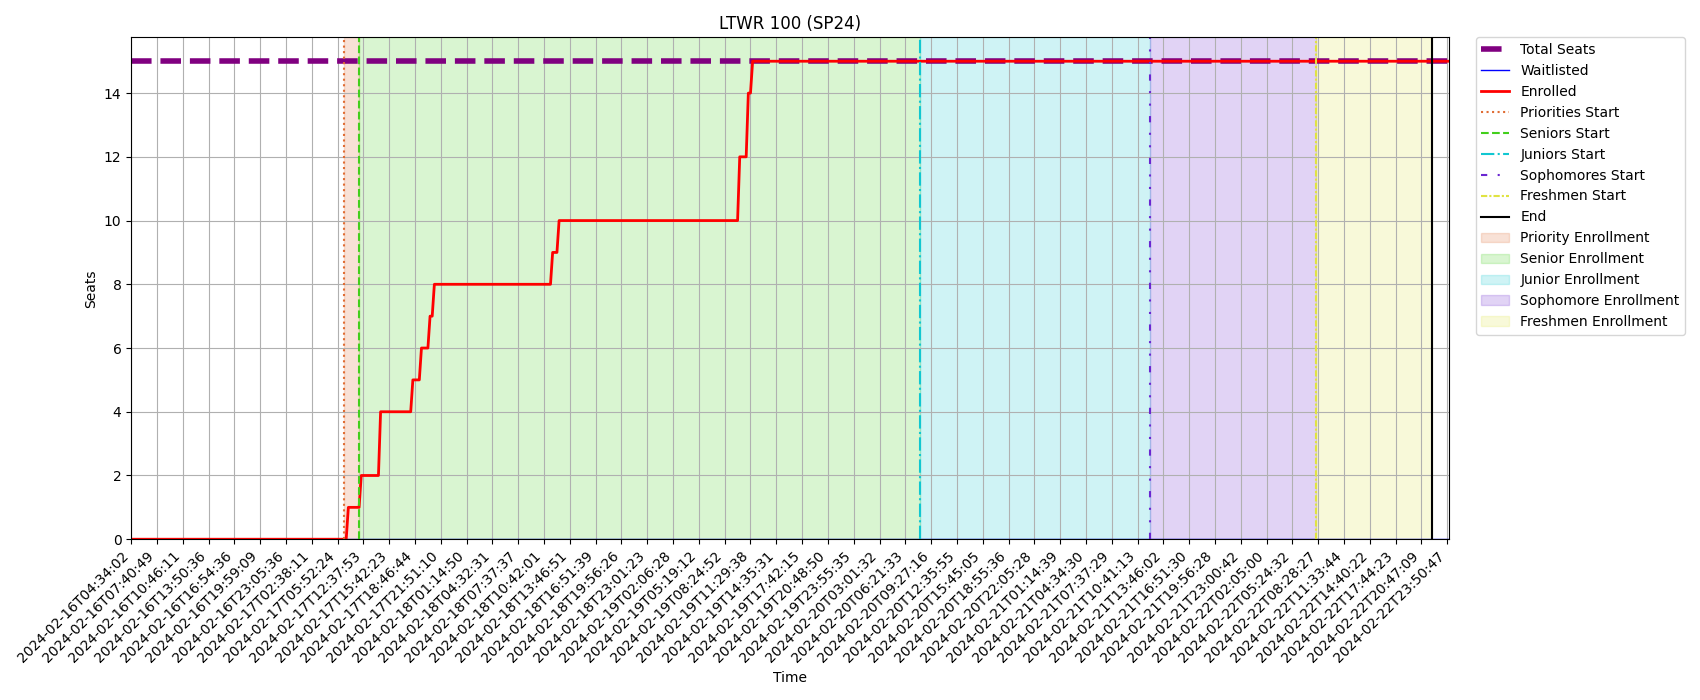 LTWR 100 (SP24)
Seats
14
12
10
8
6
4
2
0
2024-02-16T04:34:02
2024-02-16T07:40:49
2024-02-16T10:46:11
2024-02-16T13:50:36
2024-02-16T16:54:36
2024-02-16T19:59:09
2024-02-16T23:05:36
2024-02-17T02:38:11
2024-02-17T05:52:24
2024-02-17T12:37:53
2024-02-17T15:42:23
2024-02-17T18:46:44
2024-02-17T21:51:10
2024-02-18T01:14:50
2024-02-18T04:32:31
2024-02-18T07:37:37
2024-02-18T10:42:01
2024-02-18T13:46:51
2024-02-18T16:51:39
2024-02-18T19:56:26
2024-02-18T23:01:23
2024-02-19T02:06:28
2024-02-19T05:19:12
2024-02-19T08:24:52
2024-02-19T11:29:38
2024-02-19T14:35:31
2024-02-19T17:42:15
2024-02-19T20:48:50
2024-02-19T23:55:35
2024-02-20T03:01:32
2024-02-20T06:21:33
2024-02-20T09:27:16
2024-02-20T12:35:55
2024-02-20T15:45:05
2024-02-20T18:55:36
2024-02-20T22:05:28
2024-02-21T01:14:39
2024-02-21T04:34:30
2024-02-21T07:37:29
2024-02-21T10:41:13
2024-02-21T13:46:02
2024-02-21T16:51:30
2024-02-21T19:56:28
2024-02-21T23:00:42
2024-02-22T02:05:00
2024-02-22T05:24:32
2024-02-22T08:28:27
2024-02-22T11:33:44
2024-02-22T14:40:22
2024-02-22T17:44:23
2024-02-22T20:47:09
2024-02-22T23:50:47
Time
Total Seats
Waitlisted
Enrolled
Priorities Start
Seniors Start
Juniors Start
Sophomores Start
Freshmen Start
End
Priority Enrollment
Senior Enrollment
Junior Enrollment
Sophomore Enrollment
Freshmen Enrollment